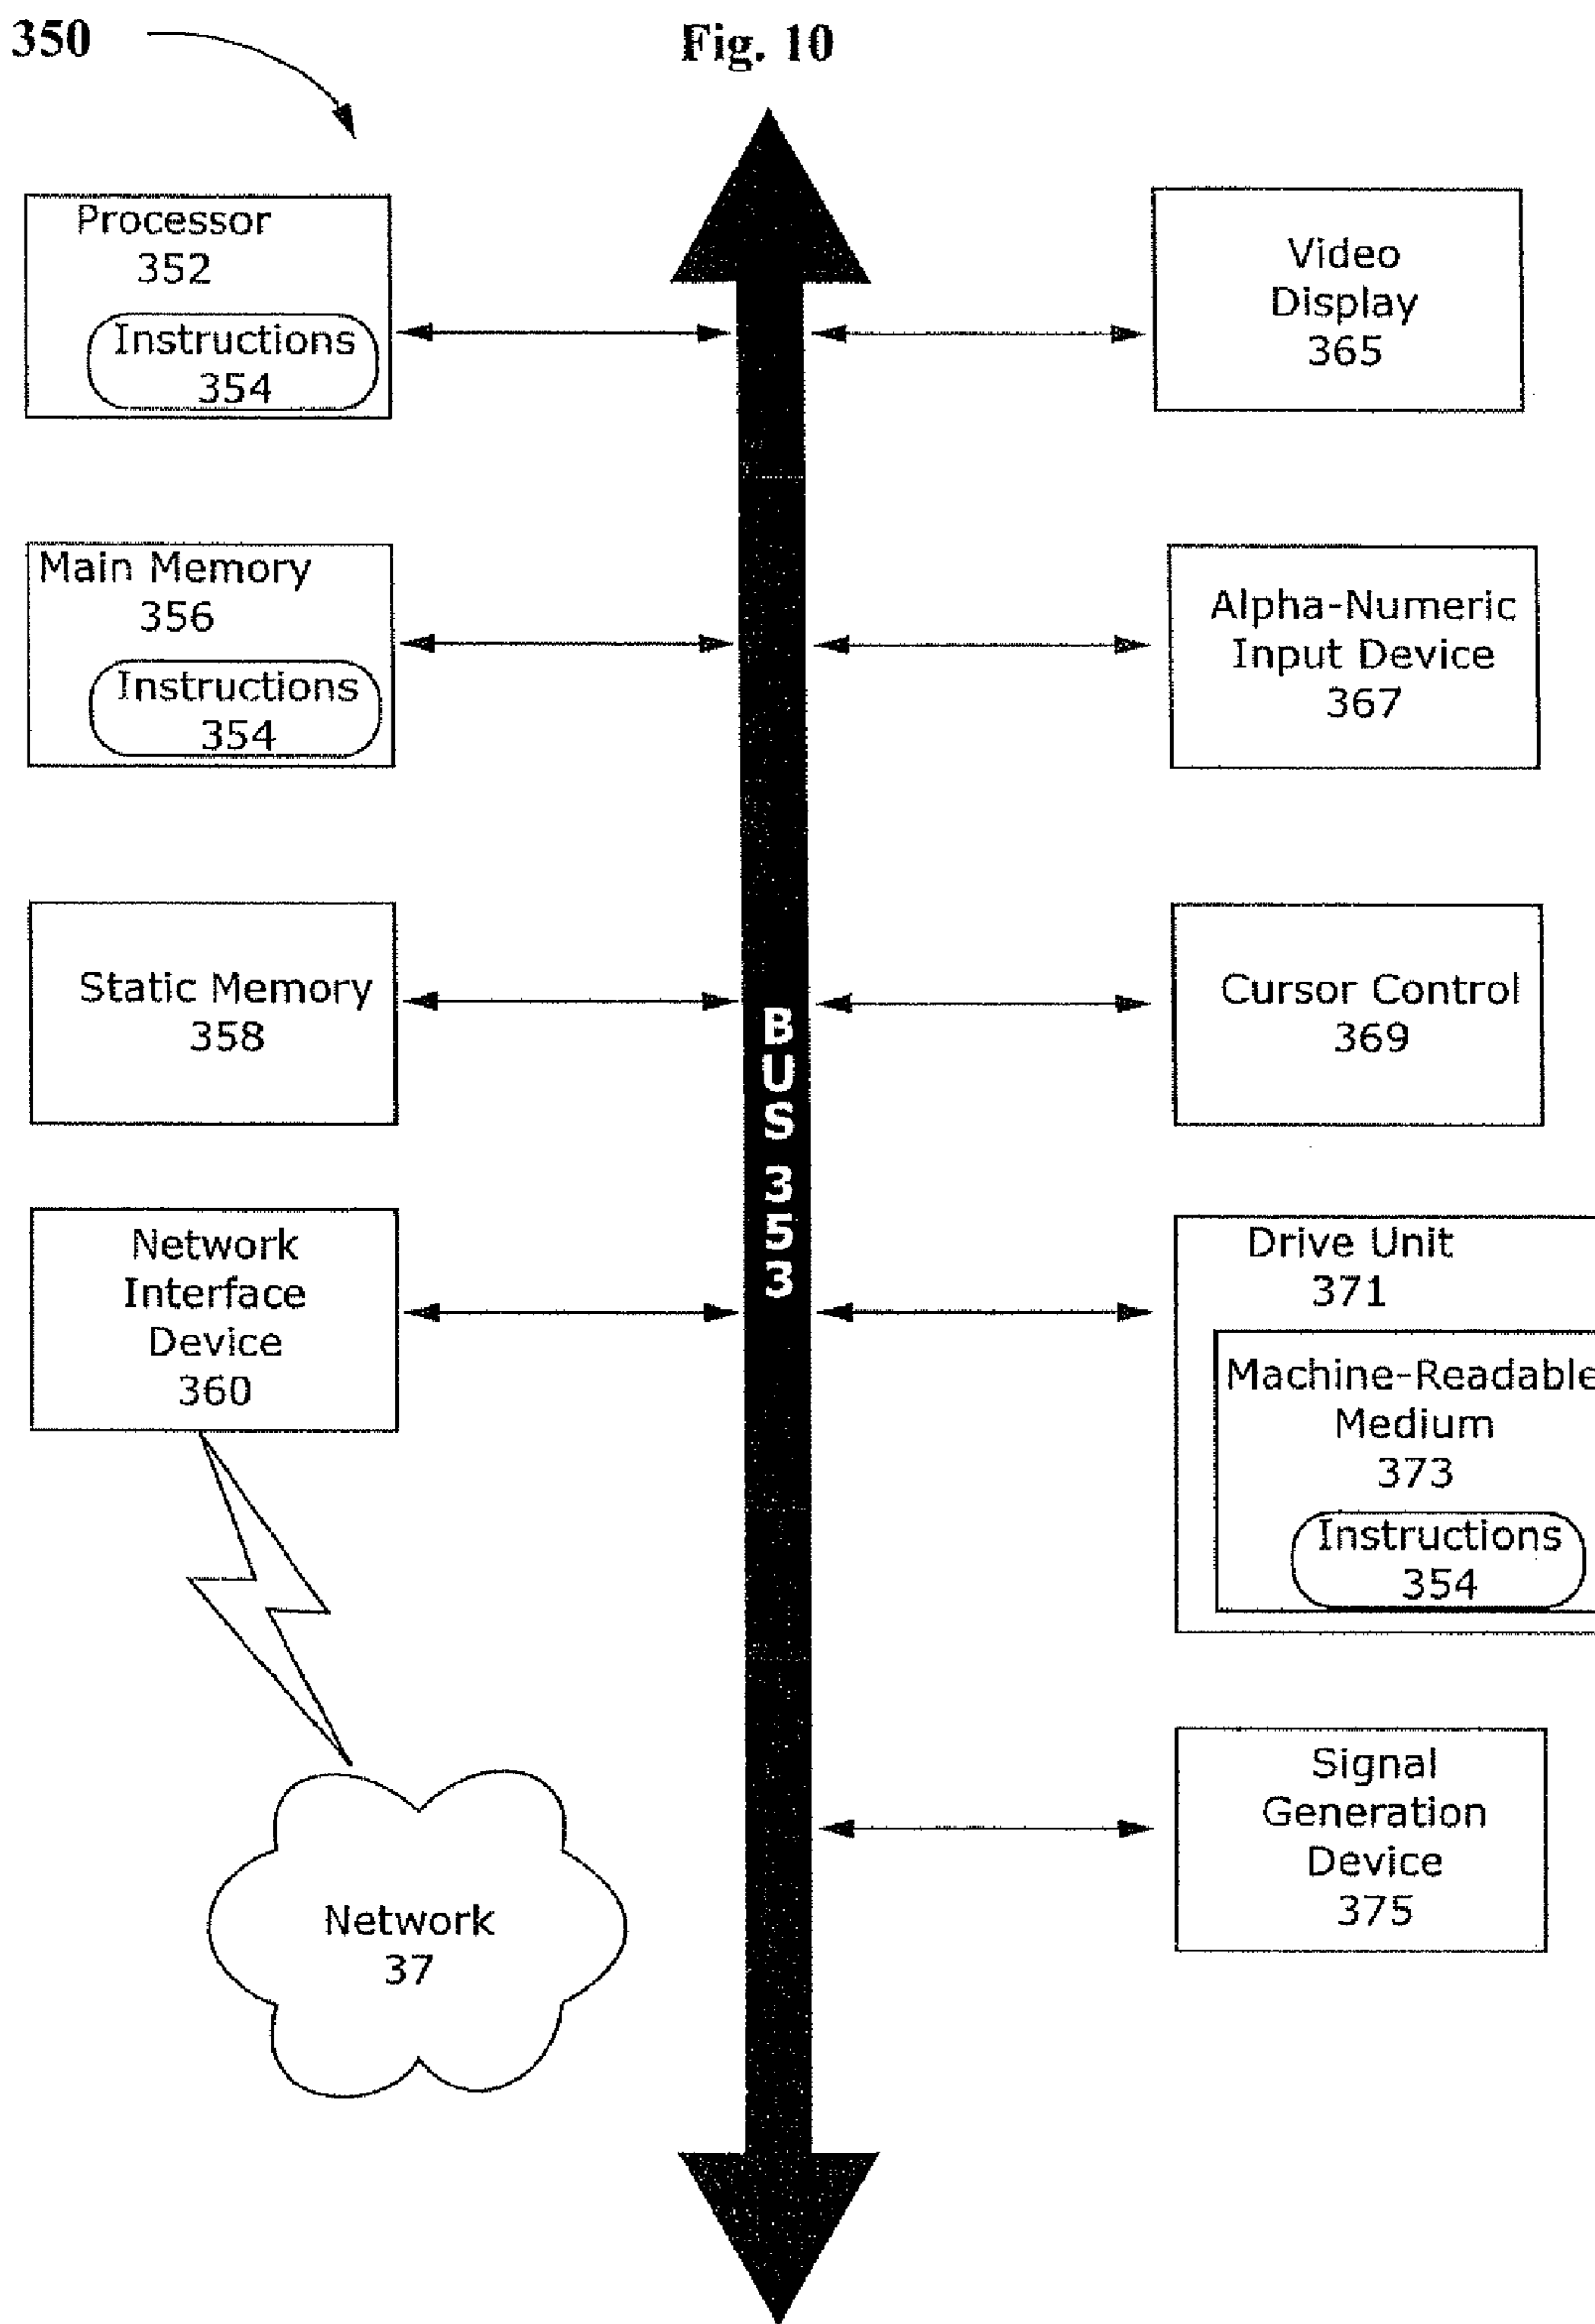 350
Fig. 10
Processor
352
Instructions
354
Main Memory
356
Instructions
354
Static Memory
358
Network
Interface
Device
360
Network
37
BUS 353
Video
Display
365
Alpha-Numeric
Input Device
367
Cursor Control
369
Drive Unit
371
Machine-Readable
Medium
373
Instructions
354
Signal
Generation
Device
375